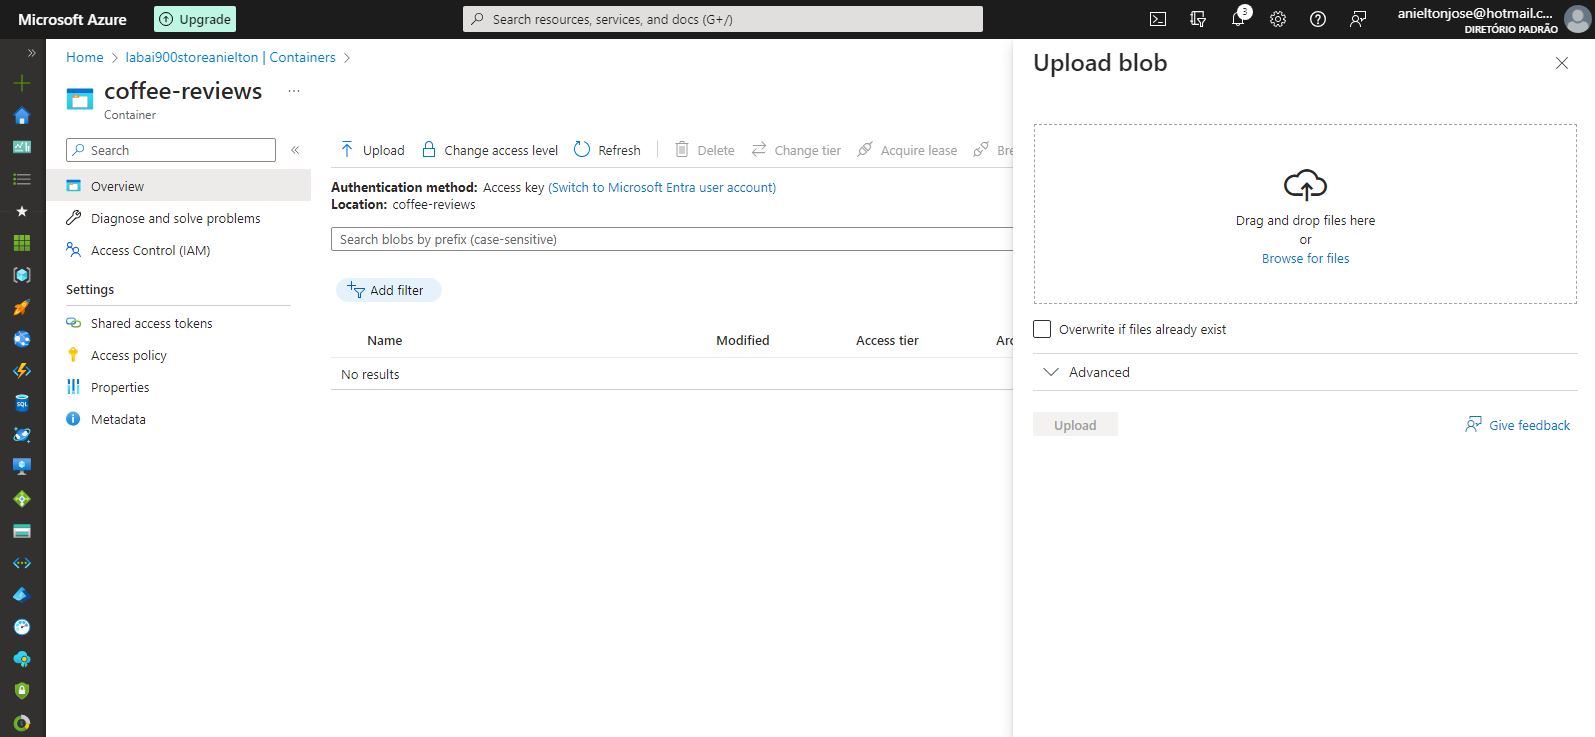 Microsoft Azure
Upgrade
Search resources, services, and docs (G+/)
3
anieltonjose@hotmail.c...
DIRETÓRIO PADRÃO
Home > labai900storeanielton | Containers >
coffee-reviews ...
Container
Search
Overview
Diagnose and solve problems
Access Control (IAM)
Settings
Shared access tokens
Access policy
Properties
Metadata
Upload Change access level Refresh Delete Change tier Acquire lease Bre
Authentication method: Access key (Switch to Microsoft Entra user account)
Location: coffee-reviews
Search blobs by prefix (case-sensitive)
Add filter
Name Modified Access tier Arc
No results
Upload blob
Drag and drop files here
or
Browse for files
Overwrite if files already exist
Advanced
Upload
Give feedback
SQL